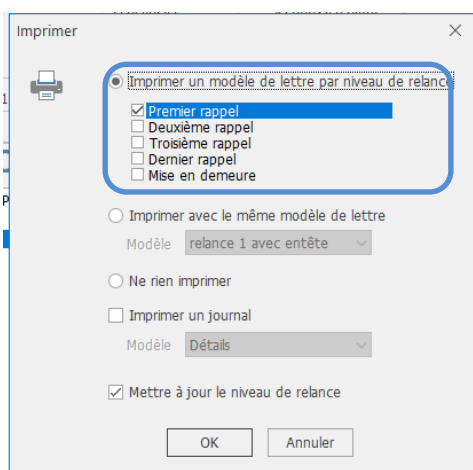 Imprimer
Imprimer un modèle de lettre par niveau de relance
Premier rappel
Deuxième rappel
Troisième rappel
Dernier rappel
Mise en demeure
Imprimer avec le même modèle de lettre
Modèle relance 1 avec entête
Ne rien imprimer
Imprimer un journal
Modèle Détails
Mettre à jour le niveau de relance
OK Annuler